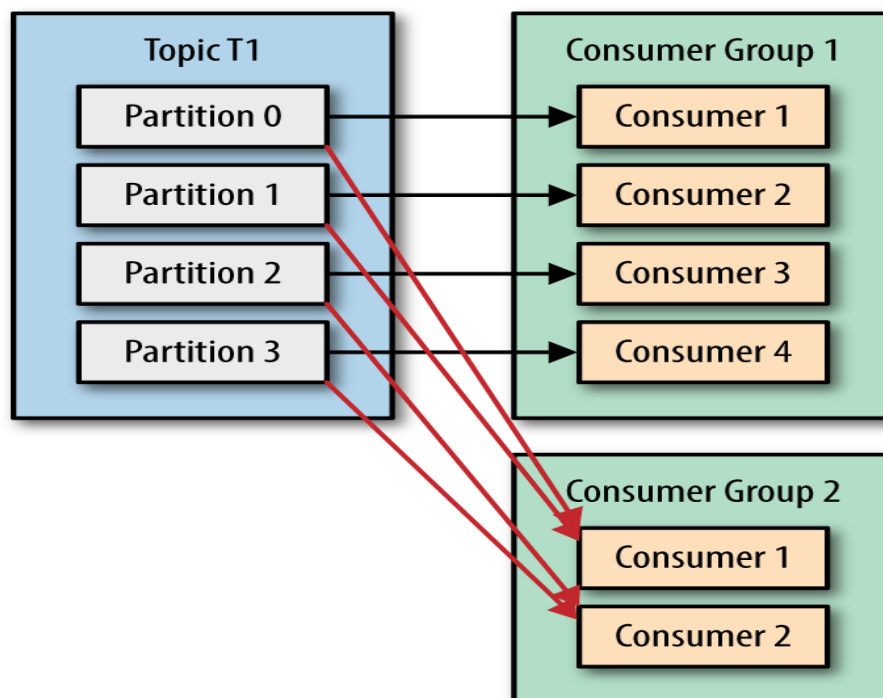 Topic T1
Partition 0
Partition 1
Partition 2
Partition 3
Consumer Group 1
Consumer 1
Consumer 2
Consumer 3
Consumer 4
Consumer Group 2
Consumer 1
Consumer 2